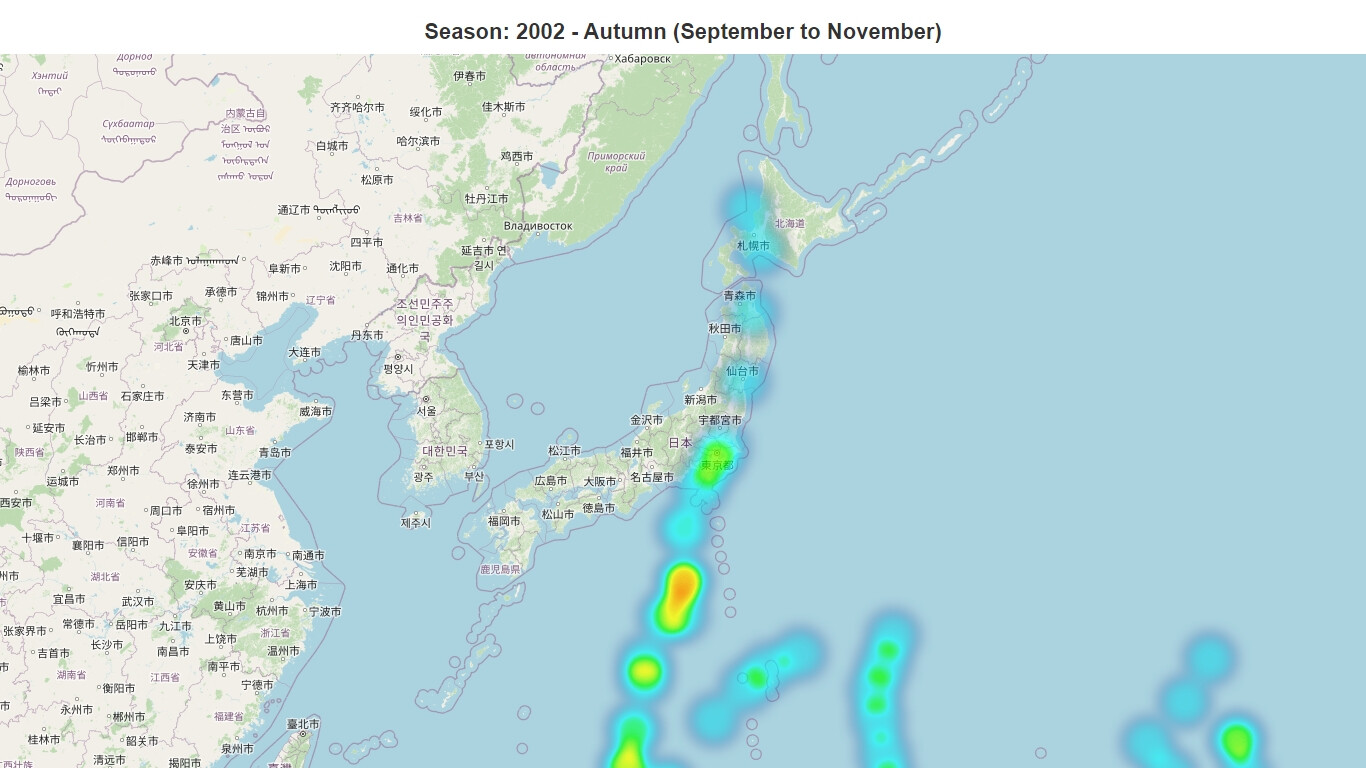 Season: 2002 - Autumn (September to November)
Дорнод
автономная
область
Хабаровск
Хэнтий
伊春市
齐齐哈尔市
绥化市
佳木斯市
内蒙古自
治区
Сүхбаатар
哈尔滨市
白城市
鸡西市
Приморский
край
Дорноговь
松原市
牡丹江市
通辽市
吉林省
Владивосток
北海道
四平市
延吉市 연
길시
札幌市
赤峰市
阜新市
沈阳市
通化市
张家口市
承德市
锦州市
辽宁省
조선민주주
의인민공화
국
青森市
呼和浩特市
北京市
秋田市
河北省
唐山市
丹东市
天津市
大连市
평양시
榆林市
忻州市
仙台市
吕梁市
山西省
石家庄市
东营市
威海市
서울
新潟市
延安市
济南市
山东省
金沢市
宇都宮市
长治市
邯郸市
泰安市
青岛市
대한민국
포항시
松江市
福井市
日本
陕西省
郑州市
连云港市
광주
부산
広島市
大阪市
名古屋市
東京都
运城市
徐州市
西安市
河南省
周口市
宿州市
제주시
福岡市
松山市
徳島市
十堰市
襄阳市
信阳市
阜阳市
江苏省
安徽省
南京市
南通市
鹿児島県
州市
湖北省
安庆市
芜湖市
上海市
宜昌市
武汉市
黄山市
杭州市
宁波市
张家界市
常德市
岳阳市
九江市
浙江省
吉首市
长沙市
南昌市
上饶市
温州市
湖南省
江西省
南平市
宁德市
衡阳市
永州市
郴州市
福建省
臺北市
桂林市
韶关市
泉州市
清远市
揭阳市